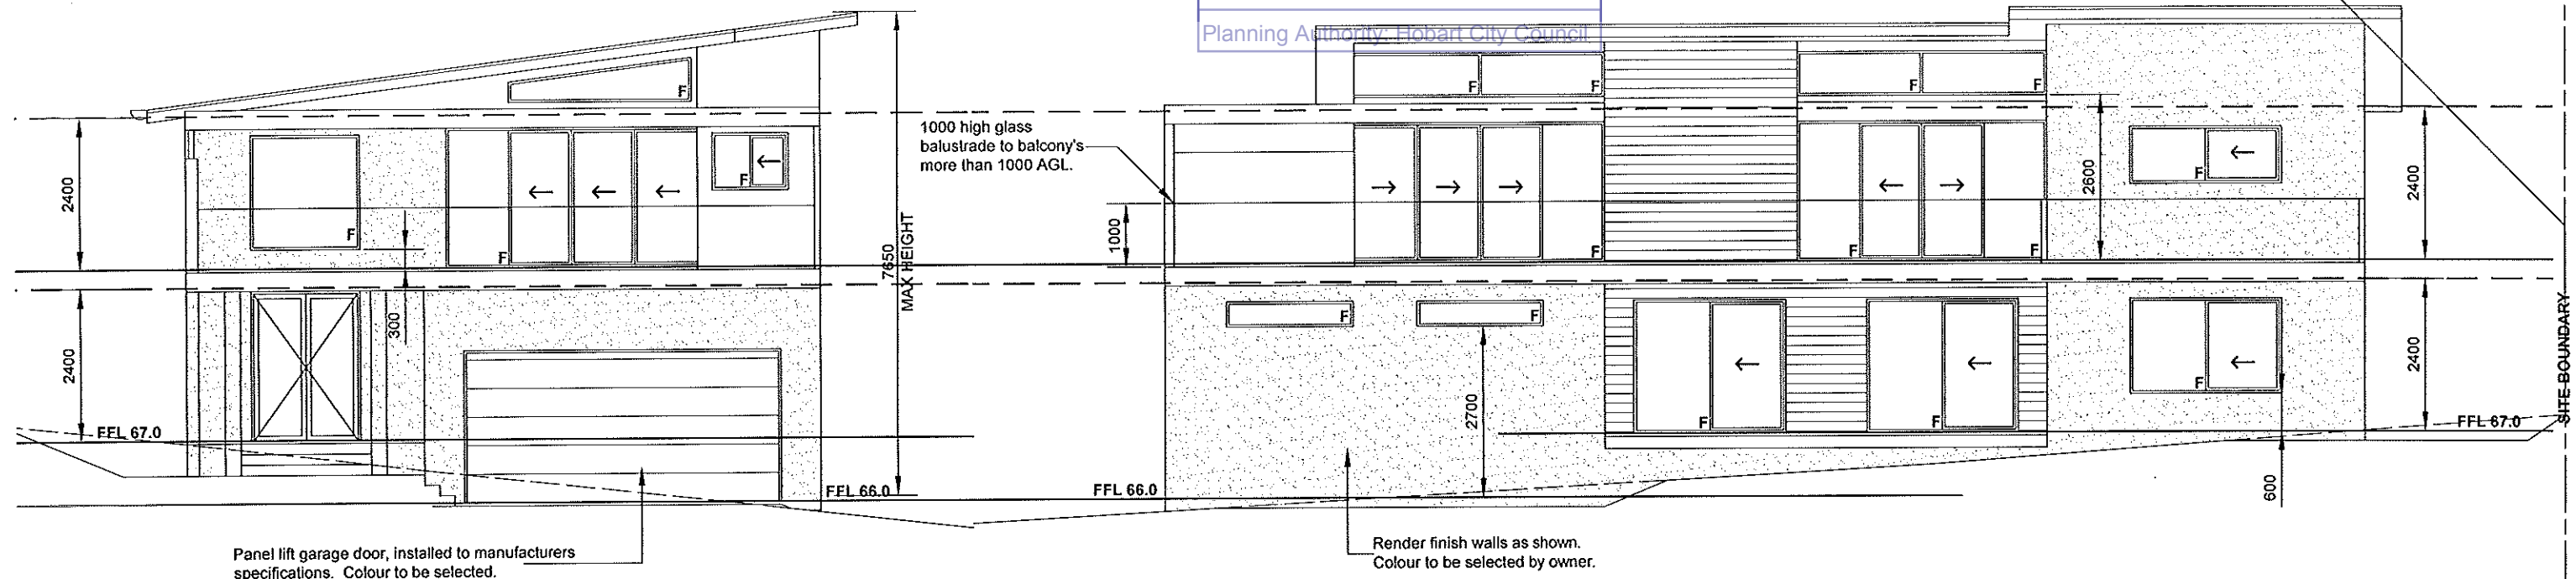 Planning Authority: Hobart City Council
F
F
F
F
F
1000 high glass
balustrade to balcony's
more than 1000 AGL.
2400
F
F
F
7650
MAX HEIGHT
1000
F
F
F
2600
F
2400
2400
300
F
F
2700
F
F
F
600
2400
SITE BOUNDARY
FFL 67.0
FFL 66.0
FFL 66.0
FFL 67.0
Panel lift garage door, installed to manufacturers
specifications. Colour to be selected.
Render finish walls as shown.
Colour to be selected by owner.